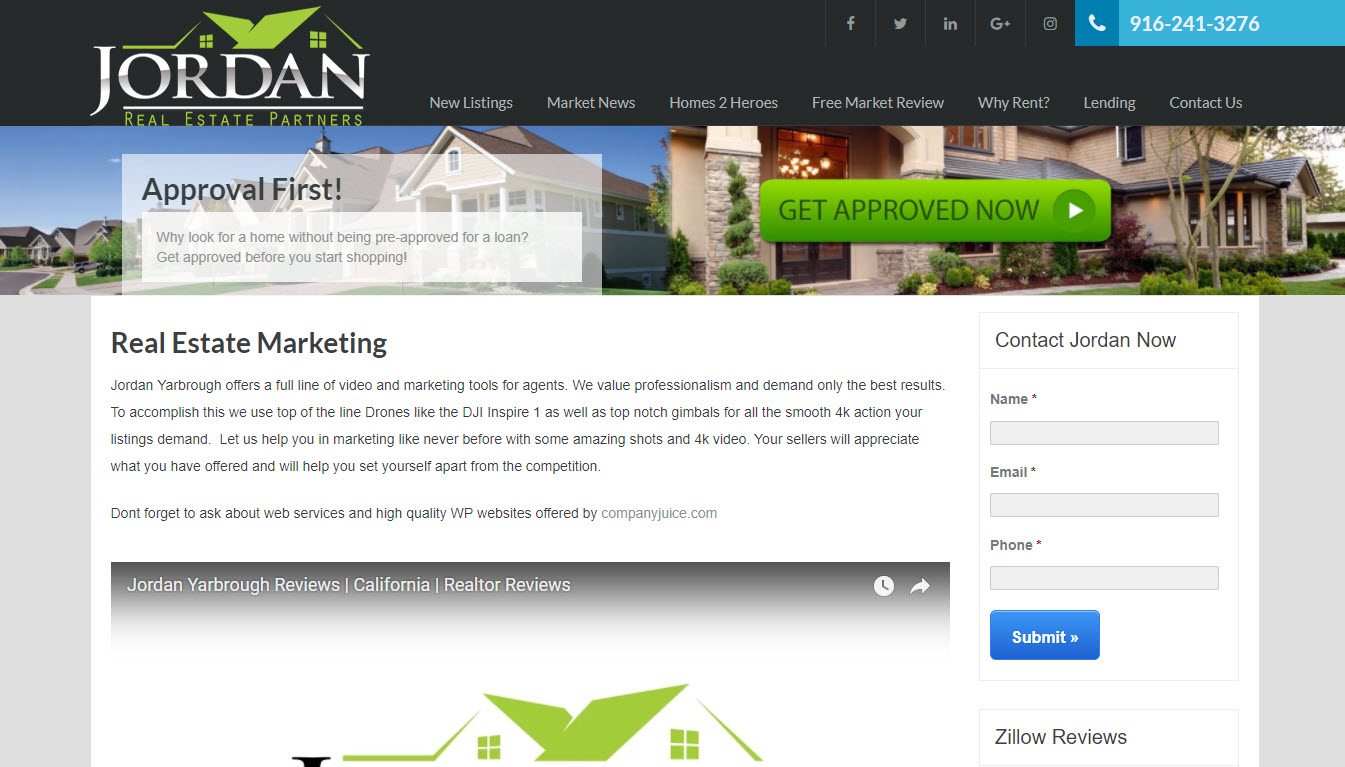 JORDAN
REAL ESTATE PARTNERS
916-241-3276
New Listings
Market News
Homes 2 Heroes
Free Market Review
Why Rent?
Lending
Contact Us
Approval First!
Why look for a home without being pre-approved for a loan?
Get approved before you start shopping!
GET APPROVED NOW
Real Estate Marketing
Jordan Yarbrough offers a full line of video and marketing tools for agents. We value professionalism and demand only the best results.
To accomplish this we use top of the line Drones like the DJI Inspire 1 as well as top notch gimbals for all the smooth 4k action your
listings demand.  Let us help you in marketing like never before with some amazing shots and 4k video. Your sellers will appreciate
what you have offered and will help you set yourself apart from the competition.
Dont forget to ask about web services and high quality WP websites offered by companyjuice.com
Jordan Yarbrough Reviews | California | Realtor Reviews
Contact Jordan Now
Name *
Email *
Phone *
Submit »
Zillow Reviews